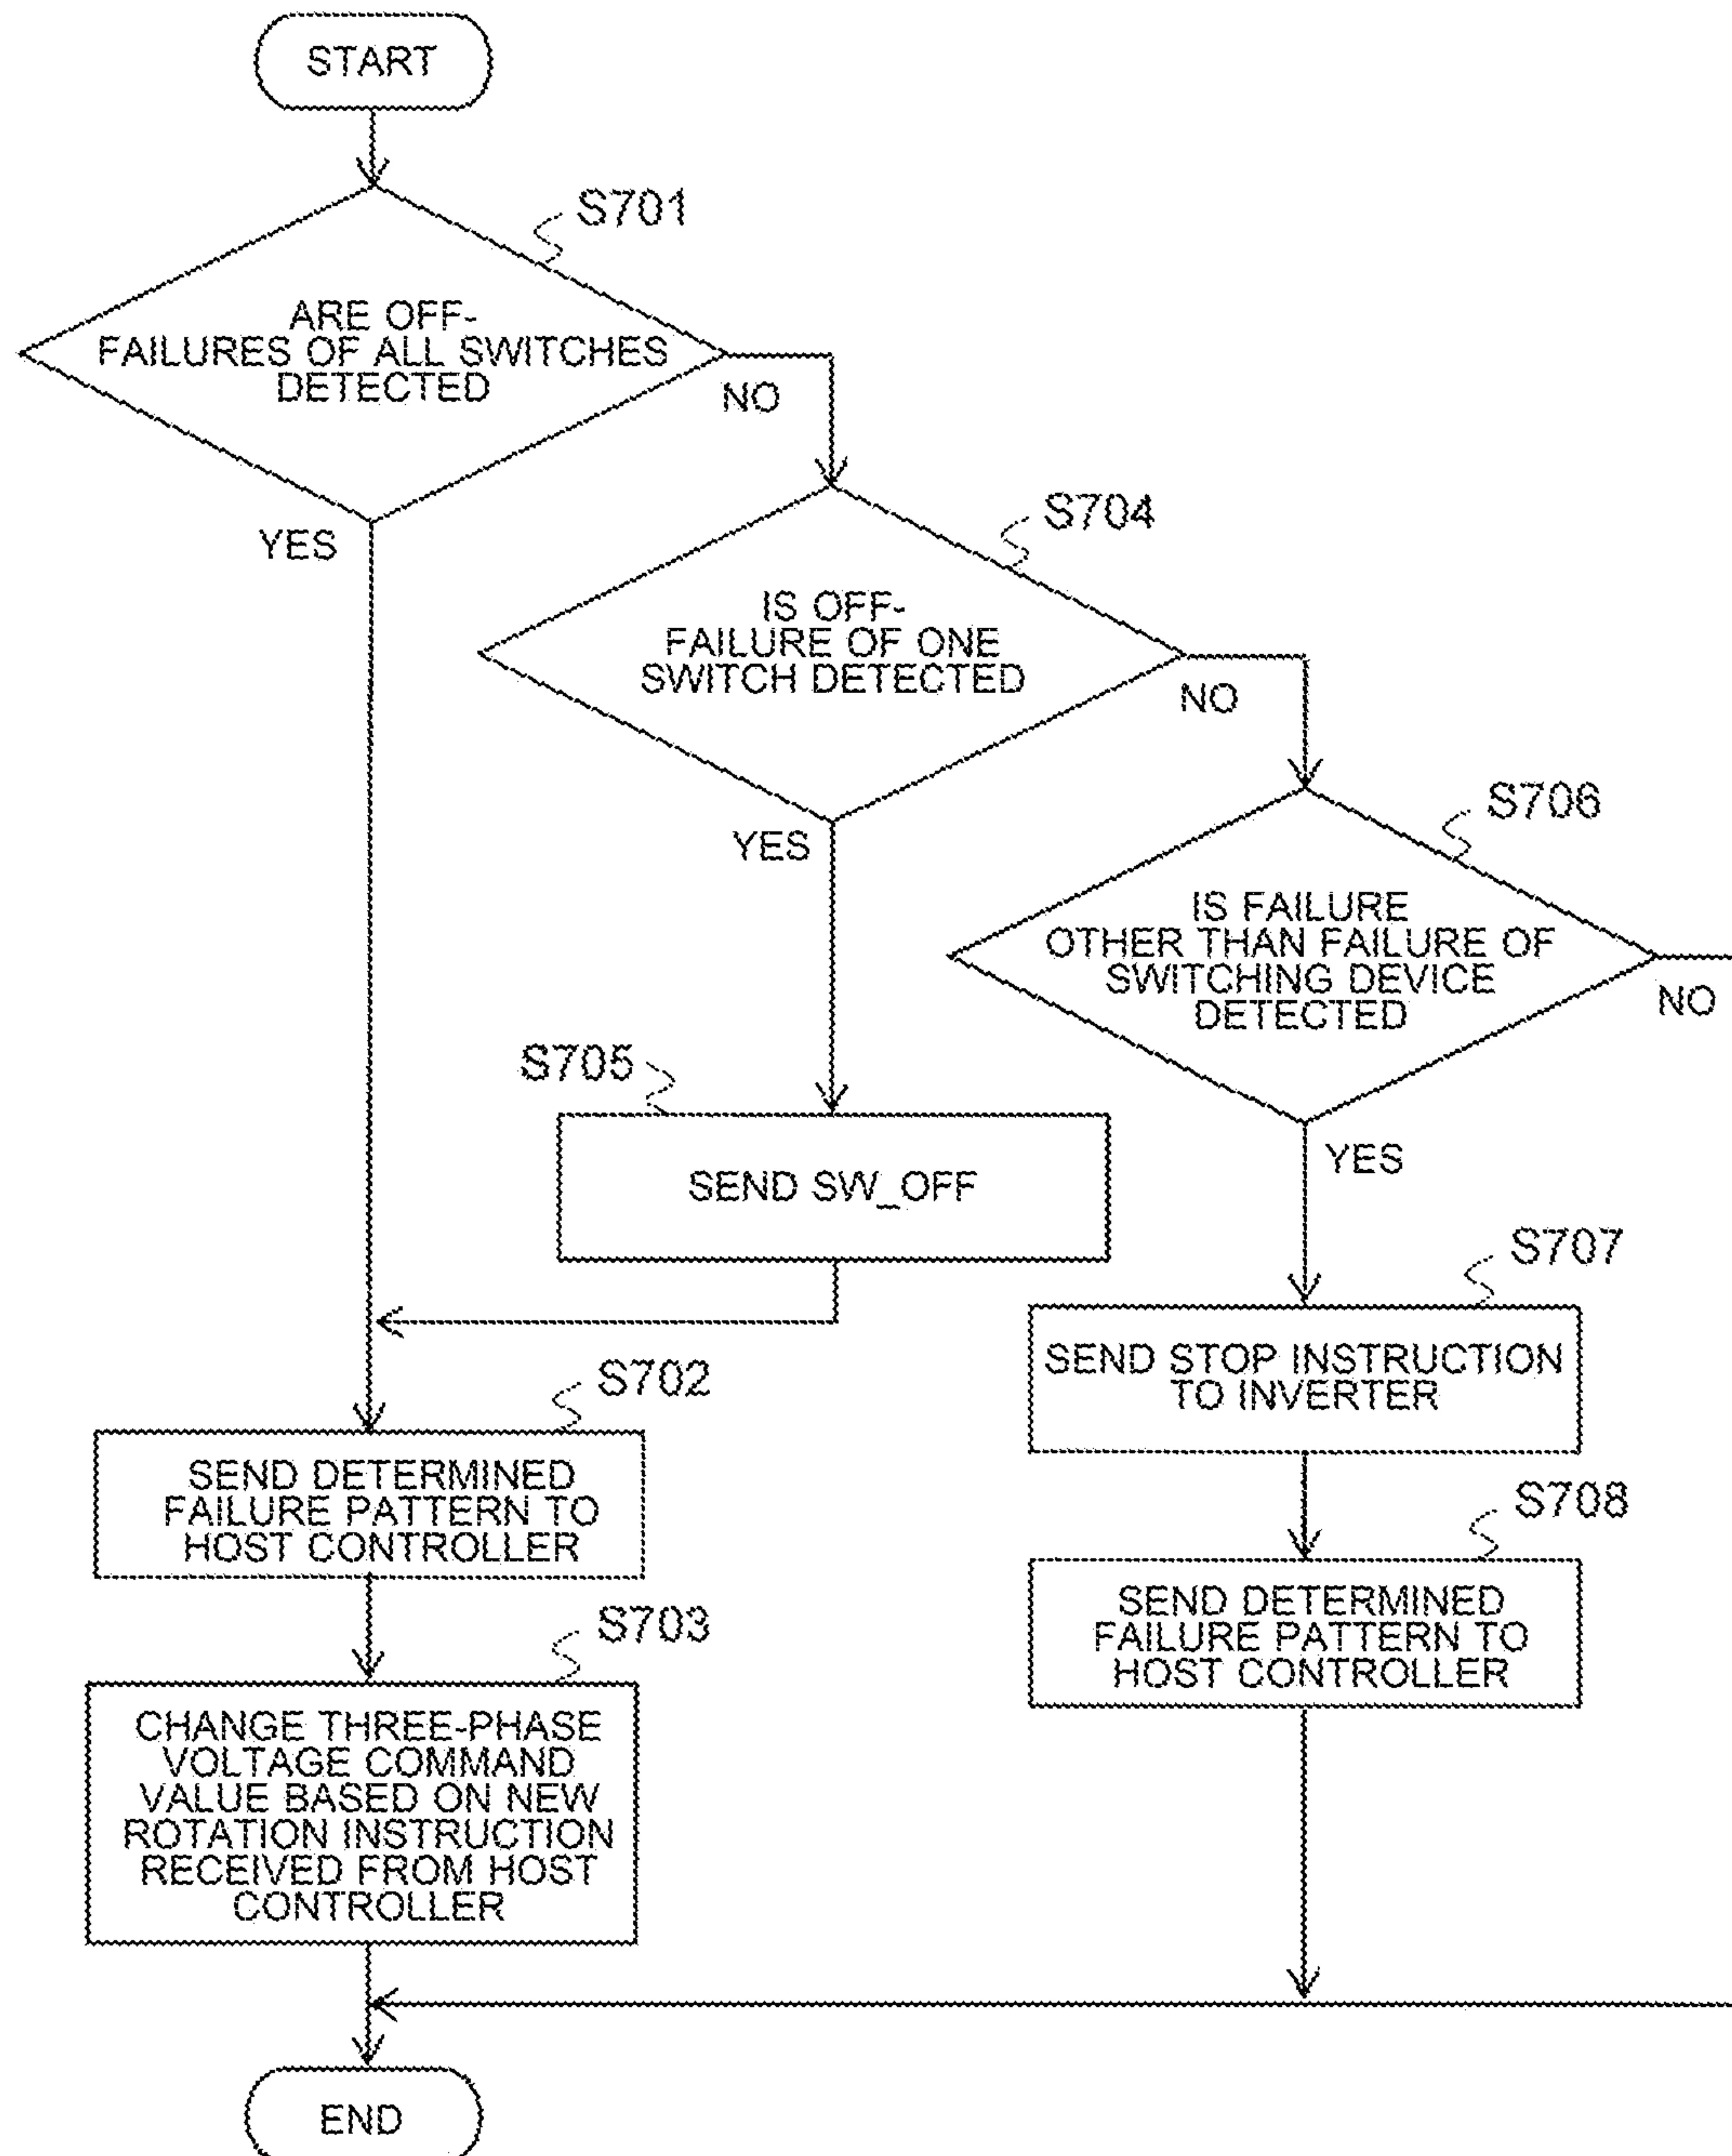 START
S701
ARE OFF-
FAILURES OF ALL SWITCHES
DETECTED
NO
YES
S704
IS OFF-
FAILURE OF ONE
SWITCH DETECTED
NO
YES
S706
IS FAILURE
OTHER THAN FAILURE OF
SWITCHING DEVICE
DETECTED
NO
YES
S705
SEND SW_OFF
S707
SEND STOP INSTRUCTION
TO INVERTER
S702
SEND DETERMINED
FAILURE PATTERN TO
HOST CONTROLLER
S708
SEND DETERMINED
FAILURE PATTERN TO
HOST CONTROLLER
S703
CHANGE THREE-PHASE
VOLTAGE COMMAND
VALUE BASED ON NEW
ROTATION INSTRUCTION
RECEIVED FROM HOST
CONTROLLER
END